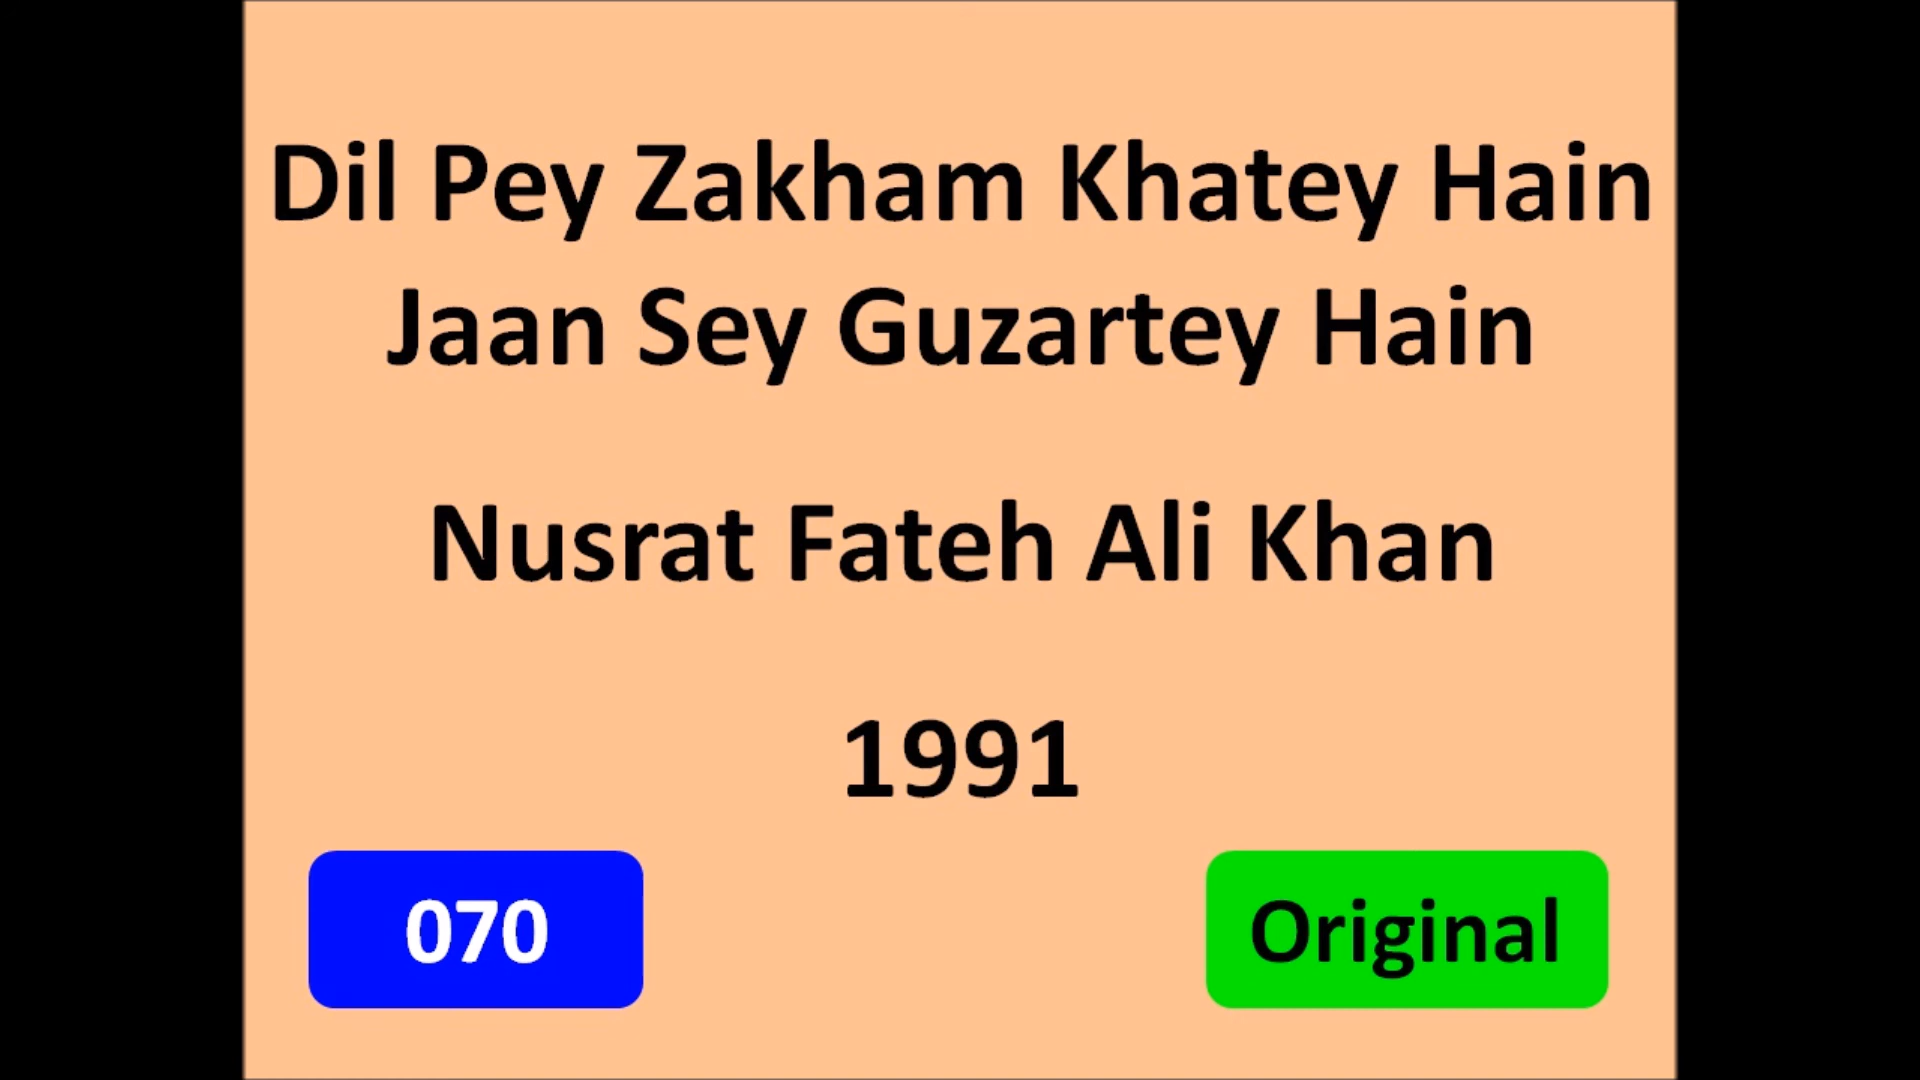 Dil Pey Zakham Khatey Hain
Jaan Sey Guzartey Hain
Nusrat Fateh Ali Khan
1991
070
Original